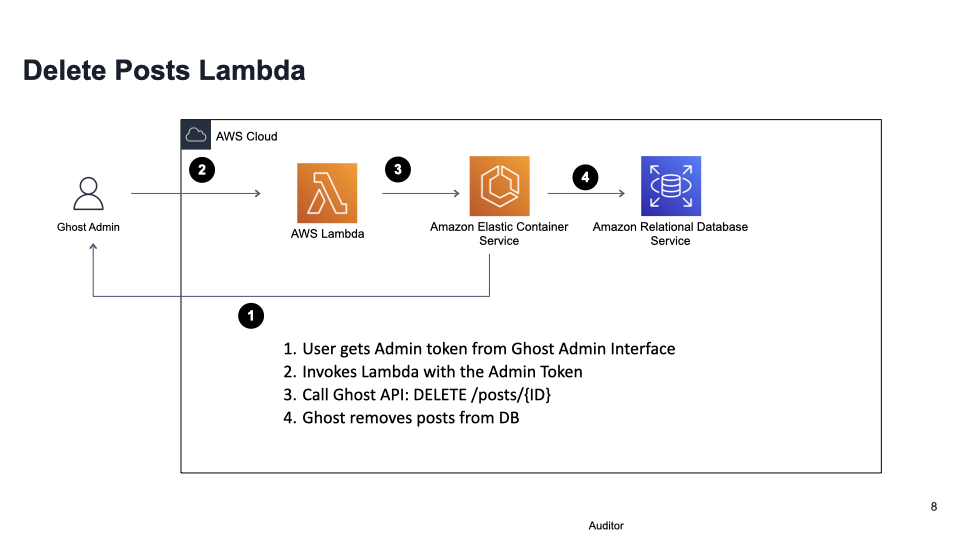 Delete Posts Lambda
AWS Cloud
2
3
4
Ghost Admin
AWS Lambda
Amazon Elastic Container
Service
Amazon Relational Database
Service
1
1. User gets Admin token from Ghost Admin Interface
2. Invokes Lambda with the Admin Token
3. Call Ghost API: DELETE /posts/{ID}
4. Ghost removes posts from DB
8
Auditor